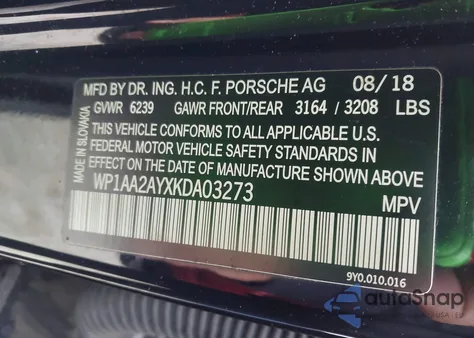 MFD BY DR. ING. H.C. F. PORSCHE AG 08/18
GVWR 6239 GAWR FRONT/REAR 3164 / 3208 LBS
THIS VEHICLE CONFORMS TO ALL APPLICABLE U.S.
FEDERAL MOTOR VEHICLE SAFETY STANDARDS IN
EFFECT ON THE DATE OF MANUFACTURE SHOWN ABOVE
WP1AA2AYXKDA03273 MPV
MADE IN SLOVAKIA
9Y0.010.016
autoSnap